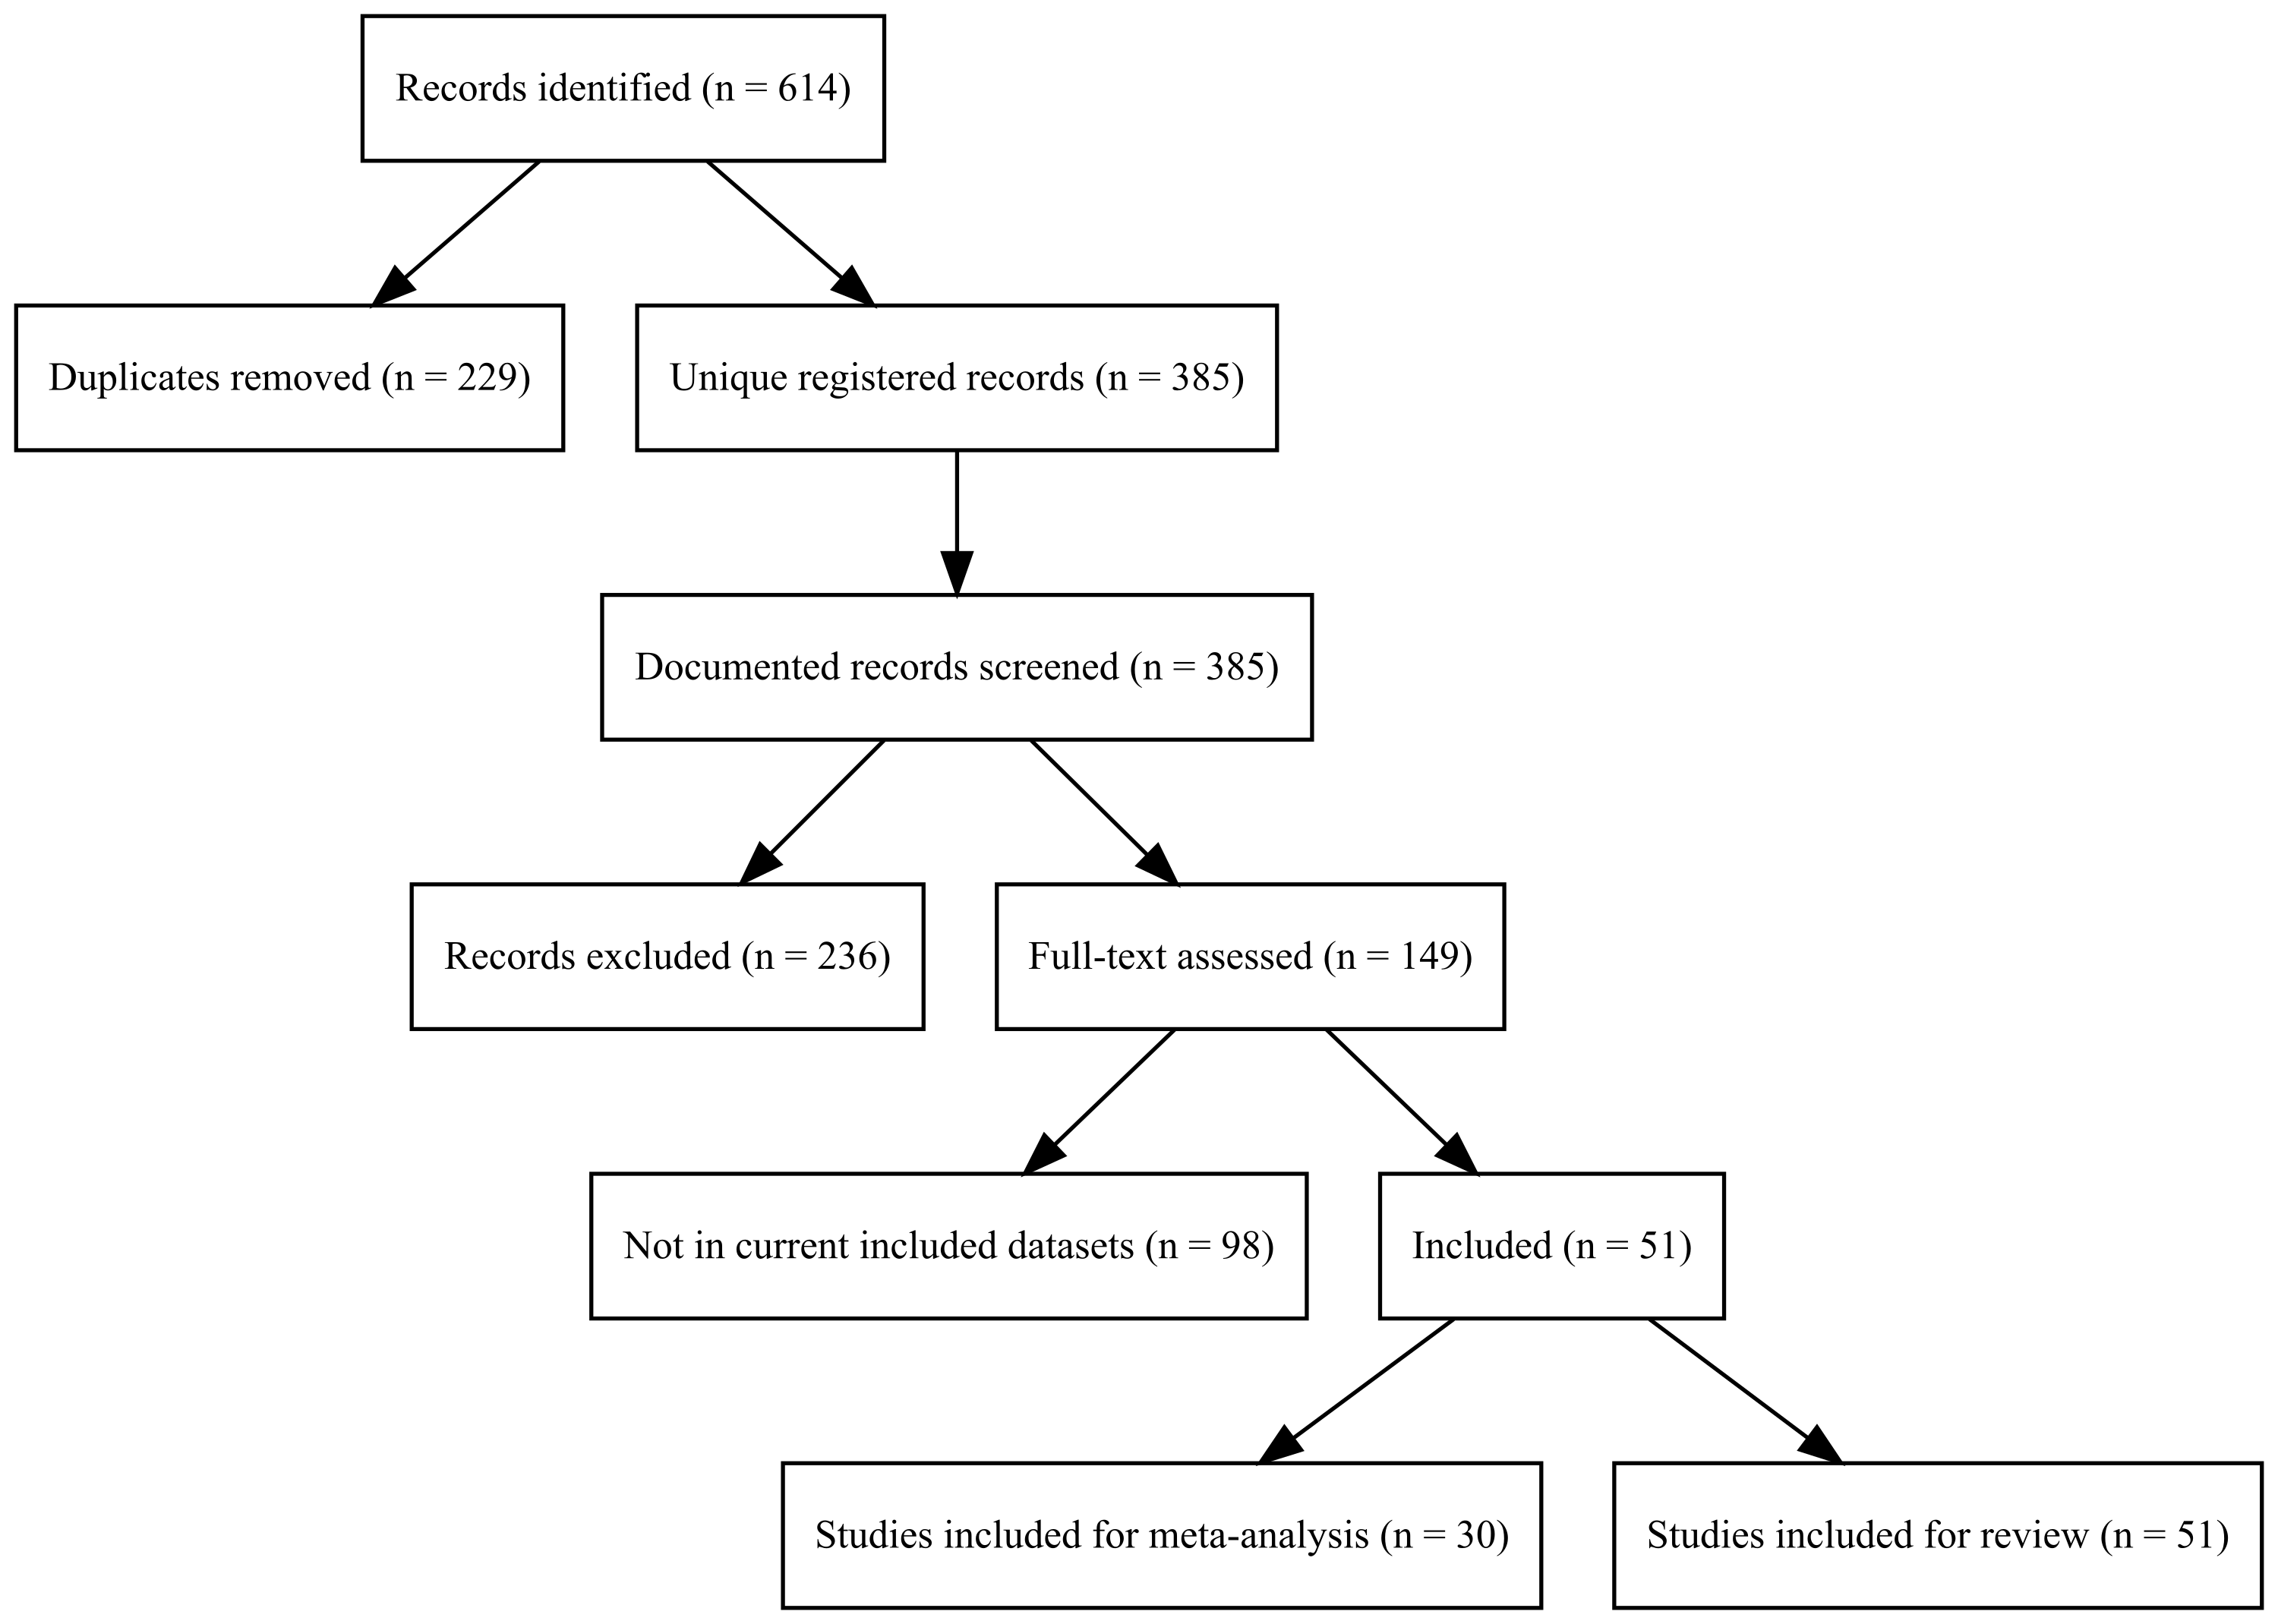 Records identified (n = 614)
Duplicates removed (n = 229)
Unique registered records (n = 385)
Documented records screened (n = 385)
Records excluded (n = 236)
Full-text assessed (n = 149)
Not in current included datasets (n = 98)
Included (n = 51)
Studies included for meta-analysis (n = 30)
Studies included for review (n = 51)